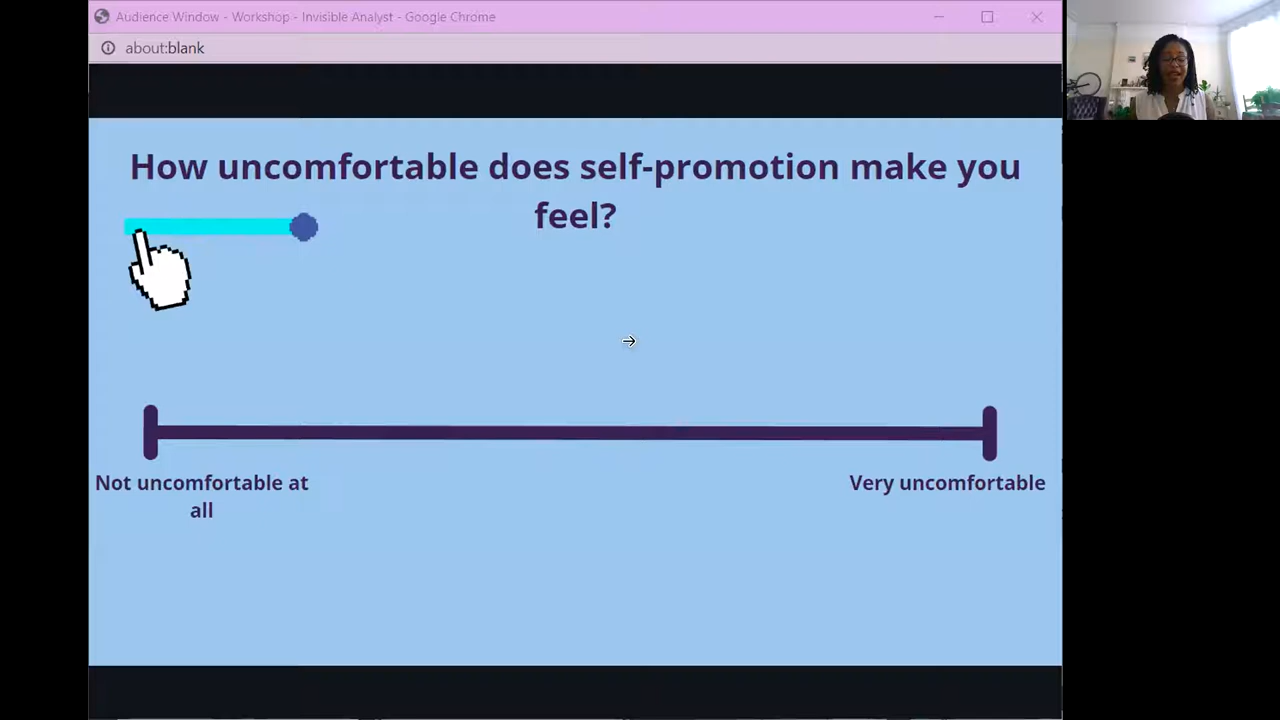 Audience Window - Workshop - Invisible Analyst - Google Chrome
about:blank
How uncomfortable does self-promotion make you
feel?
Not uncomfortable at
all
Very uncomfortable